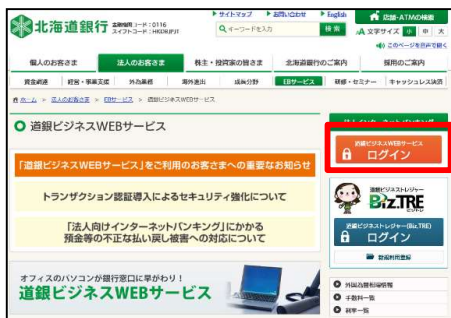 サイトマップ お問い合わせ English 店舗・ATMの検索
北海道銀行 金融機関コード:0116
スイフトコード:HKDBJPJT
キーワードを入力 検索 文字サイズ 小 中 大
このページを音声で聞く
個人のお客さま 法人のお客さま 株主・投資家の皆さま 北海道銀行のご案内 採用のご案内
資金調達 経営・事業支援 外為業務 海外進出 成長分野 EBサービス 研修・セミナー キャッシュレス決済
ホーム > 法人のお客さま > EBサービス > 道銀ビジネスWEBサービス
道銀ビジネスWEBサービス
「道銀ビジネスWEBサービス」をご利用のお客さまへの重要なお知らせ
トランザクション認証導入によるセキュリティ強化について
「法人向けインターネットバンキング」にかかる
預金等の不正な払い戻し被害への対応について
オフィスのパソコンが銀行窓口に早がわり!
道銀ビジネスWEBサービス
道銀ビジネスWEBサービス
ログイン
道銀ビジネストレジャー
Biz.TRE
ビズトレ
道銀ビジネストレジャー(Biz.TRE)
ログイン
新規利用登録
外国為替相場情報
手数料一覧
利率一覧